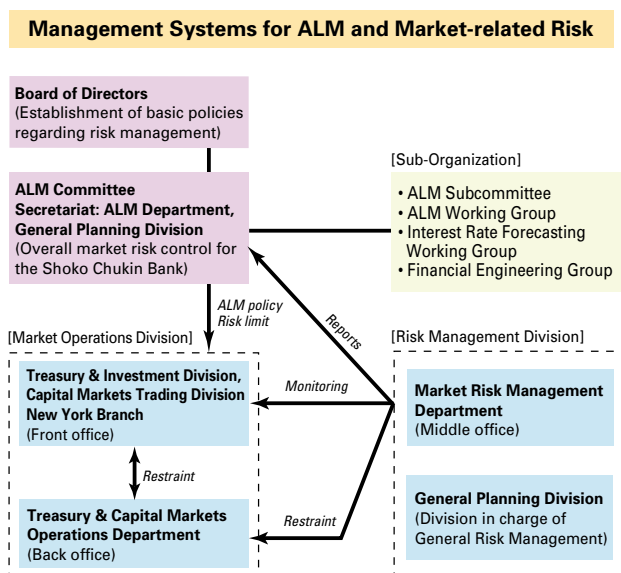 Management Systems for ALM and Market-related Risk
Board of Directors
(Establishment of basic policies
regarding risk management)
ALM Committee
Secretariat: ALM Department,
General Planning Division
(Overall market risk control for
the Shoko Chukin Bank)
[Sub-Organization]
• ALM Subcommittee
• ALM Working Group
• Interest Rate Forecasting
Working Group
• Financial Engineering Group
ALM policy
Risk limit
Reports
[Market Operations Division]
Treasury & Investment Division,
Capital Markets Trading Division
New York Branch
(Front office)
Monitoring
Restraint
Treasury & Capital Markets
Operations Department
(Back office)
Restraint
[Risk Management Division]
Market Risk Management
Department
(Middle office)
General Planning Division
(Division in charge of
General Risk Management)